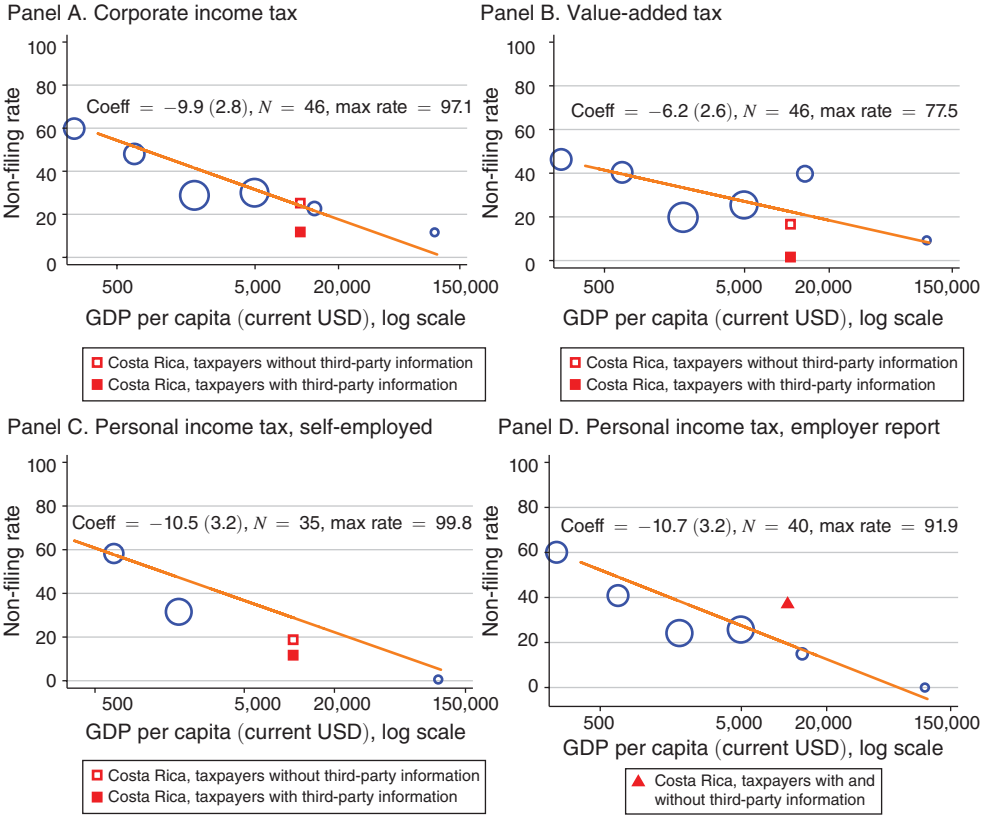 Panel A. Corporate income tax
100
80
60
40
20
0
Non-filing rate
Coeff = −9.9 (2.8), N = 46, max rate = 97.1
500
5,000
20,000
150,000
GDP per capita (current USD), log scale
Costa Rica, taxpayers without third-party information
Costa Rica, taxpayers with third-party information
Panel B. Value-added tax
100
80
60
40
20
0
Non-filing rate
Coeff = −6.2 (2.6), N = 46, max rate = 77.5
500
5,000
20,000
150,000
GDP per capita (current USD), log scale
Costa Rica, taxpayers without third-party information
Costa Rica, taxpayers with third-party information
Panel C. Personal income tax, self-employed
100
80
60
40
20
0
Non-filing rate
Coeff = −10.5 (3.2), N = 35, max rate = 99.8
500
5,000
20,000
150,000
GDP per capita (current USD), log scale
Costa Rica, taxpayers without third-party information
Costa Rica, taxpayers with third-party information
Panel D. Personal income tax, employer report
100
80
60
40
20
0
Non-filing rate
Coeff = −10.7 (3.2), N = 40, max rate = 91.9
500
5,000
20,000
150,000
GDP per capita (current USD), log scale
Costa Rica, taxpayers with and
without third-party information